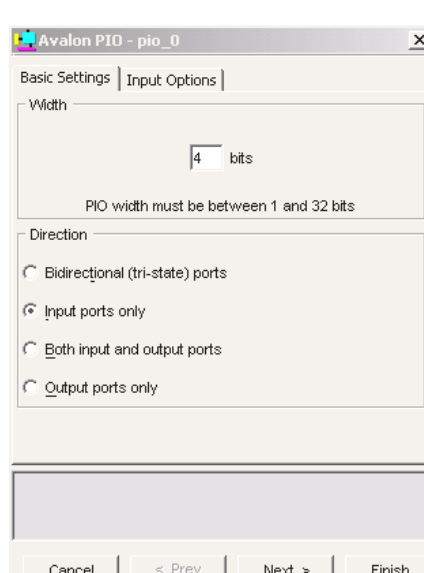 Avalon PIO - pio_0
Basic Settings Input Options
Width
4 bits
PIO width must be between 1 and 32 bits
Direction
Bidirectional (tri-state) ports
Input ports only
Both input and output ports
Output ports only
Cancel < Prev Next > Finish